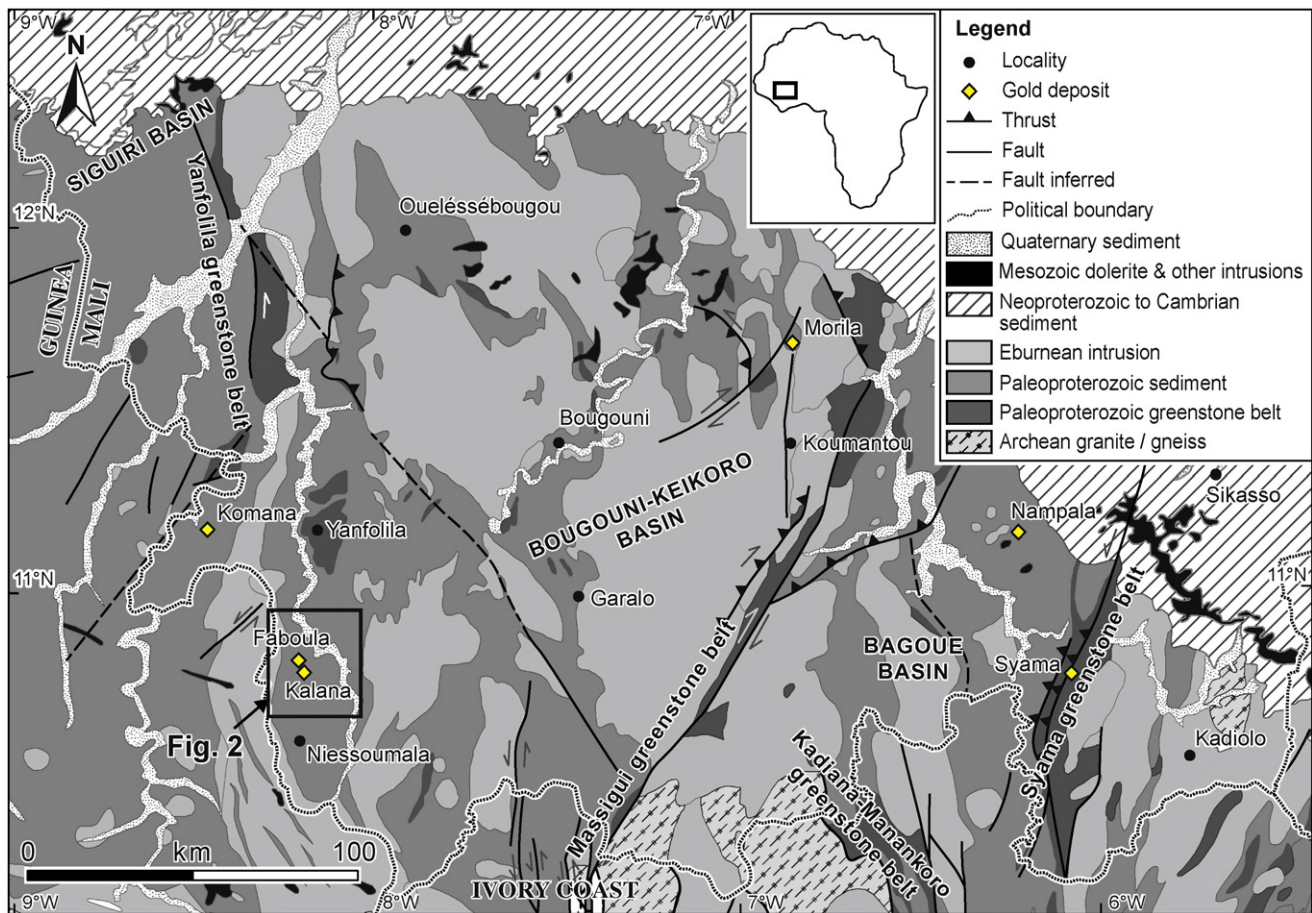 9°W
8°W
7°W
N
SIGUIRI BASIN
Yanfolila greenstone belt
12°N
Oueléssébougou
GUINEA
MALI
Morila
Bougouni
Koumantou
BOUGOUNI-KEIKORO
BASIN
Komana
Yanfolila
Nampala
Sikasso
11°N
11°N
Garalo
Faboula
Kalana
BAGOUE
BASIN
Syama
Syama greenstone belt
Massigui greenstone belt
Kadiana-Manankoro
greenstone belt
Fig. 2
Niessoumala
Kadiolo
0 km 100
IVORY COAST
9°W
8°W
7°W
6°W
Legend
Locality
Gold deposit
Thrust
Fault
Fault inferred
Political boundary
Quaternary sediment
Mesozoic dolerite & other intrusions
Neoproterozoic to Cambrian
sediment
Eburnean intrusion
Paleoproterozoic sediment
Paleoproterozoic greenstone belt
Archean granite / gneiss